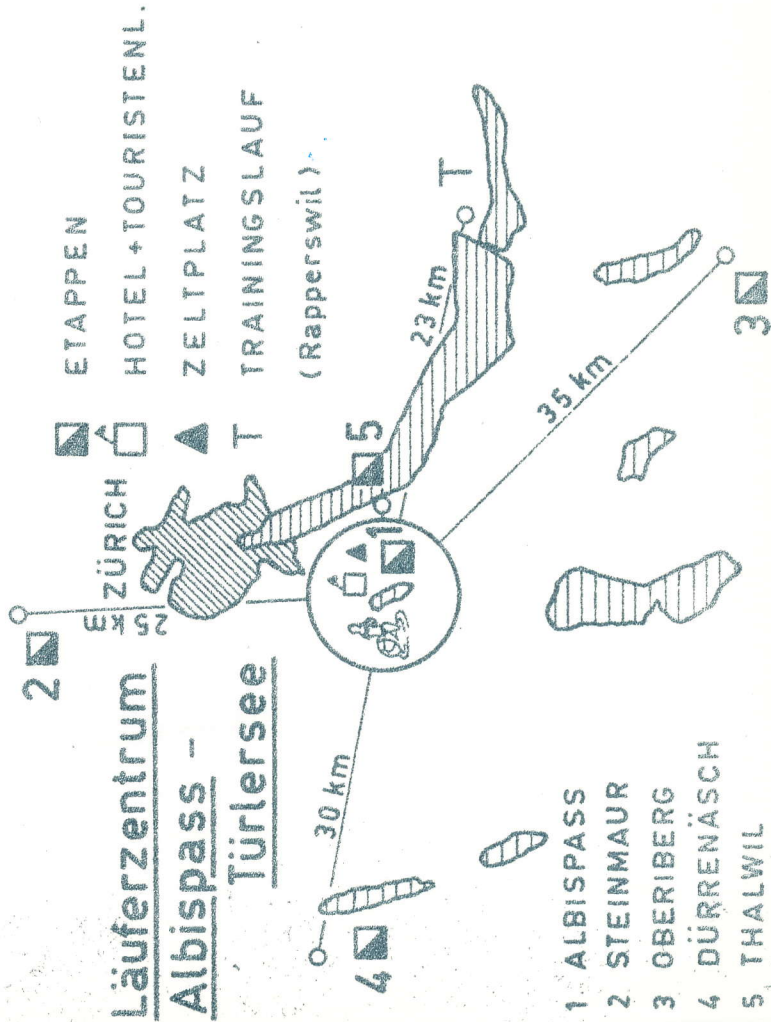 Läuferzentrum
Albispass -
Türlersee
ETAPPEN
HOTEL+TOURISTENL.
ZELTPLATZ
T TRAININGSLAUF
(Rapperswil)
ZÜRICH
2
25 km
4
30 km
1
5
23 km
T
35 km
3
1 ALBISPASS
2 STEINMAUR
3 OBERIBERG
4 DÜRRENÄSCH
5 THALWIL